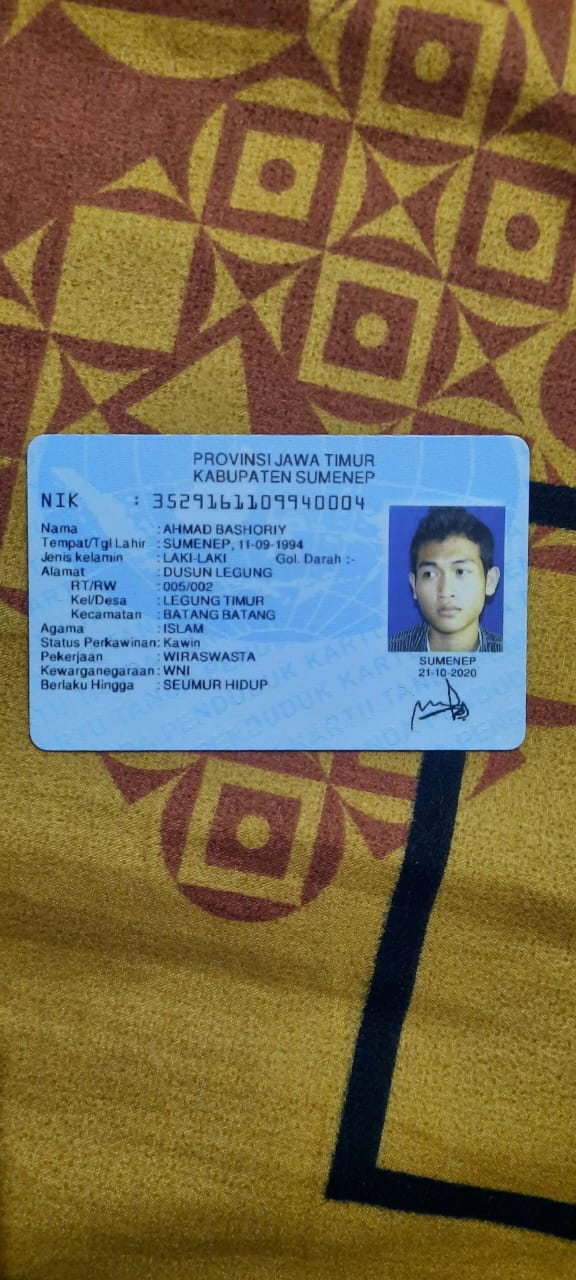 PROVINSI JAWA TIMUR
KABUPATEN SUMENEP
NIK : 3529161109940004
Nama : AHMAD BASHORIY
Tempat/Tgl Lahir : SUMENEP, 11-09-1994
Jenis kelamin : LAKI-LAKI Gol. Darah :-
Alamat : DUSUN LEGUNG
RT/RW : 005/002
Kel/Desa : LEGUNG TIMUR
Kecamatan : BATANG BATANG
Agama : ISLAM
Status Perkawinan: Kawin
Pekerjaan : WIRASWASTA
Kewarganegaraan : WNI
Berlaku Hingga : SEUMUR HIDUP
SUMENEP
21-10-2020